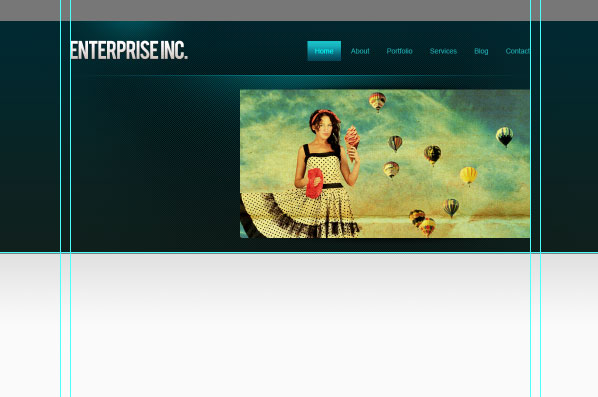 ENTERPRISE INC.
Home About Portfolio Services Blog Contact